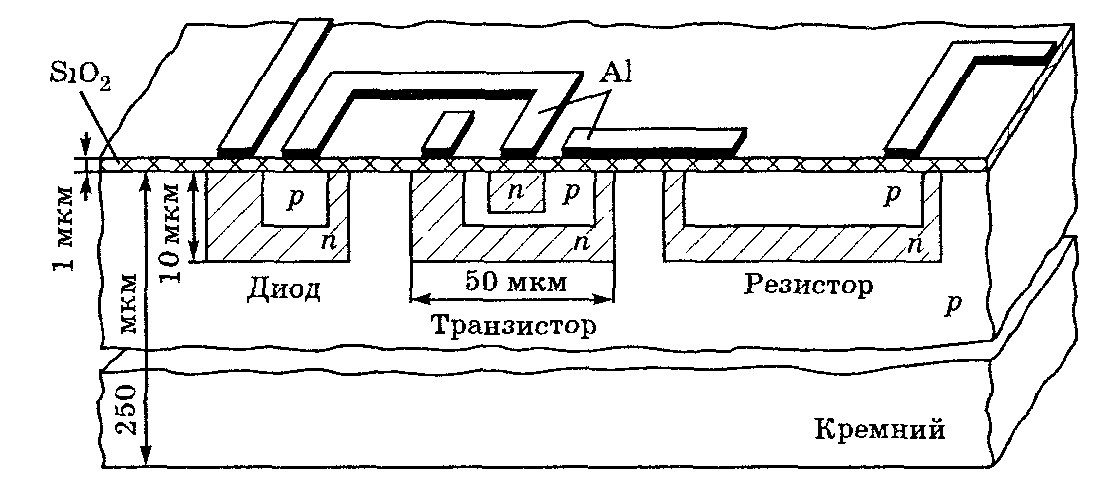 SiO2
Al
1 мкм
10 мкм
250 мкм
p
n
n
p
n
p
n
Диод
50 мкм
Транзистор
Резистор
p
Кремний